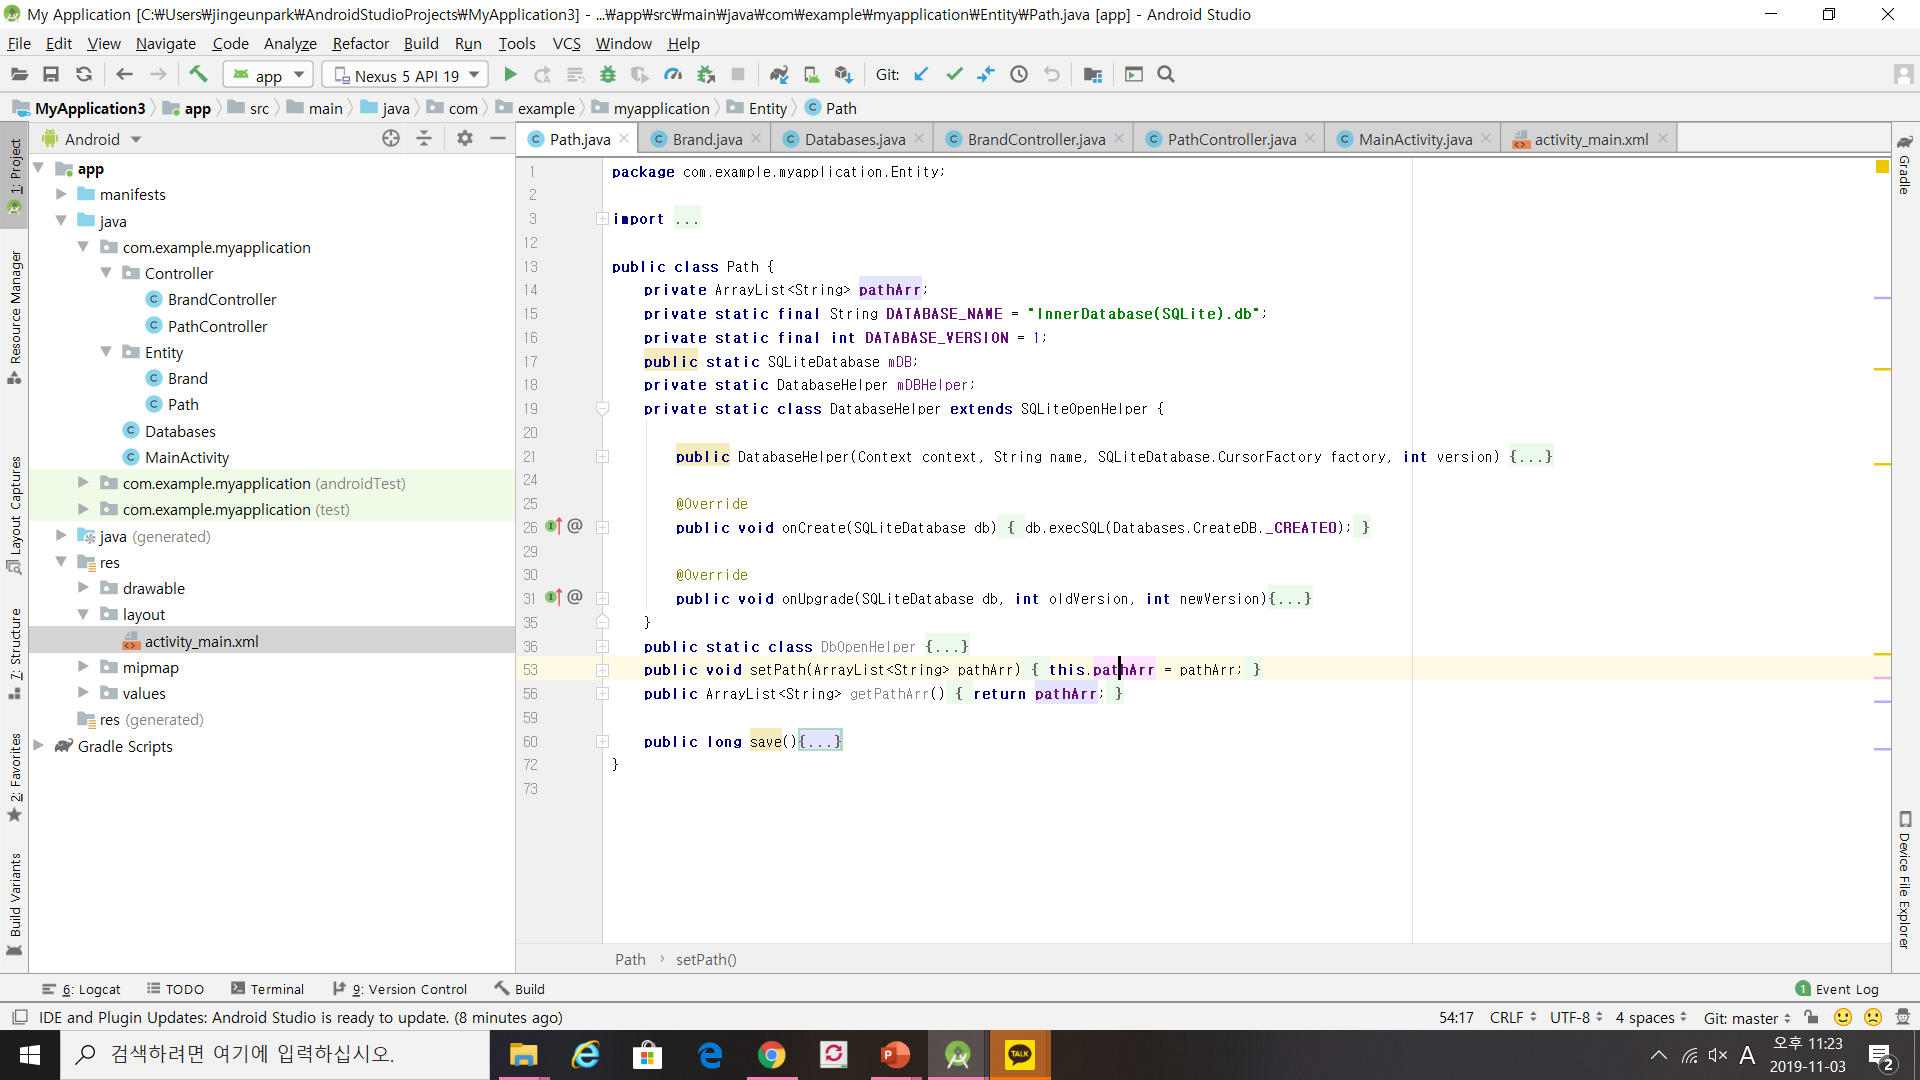 My Application [C:₩Users₩jingeunpark₩AndroidStudioProjects₩MyApplication3] - ...₩app₩src₩main₩java₩com₩example₩myapplication₩Entity₩Path.java [app] - Android Studio
File Edit View Navigate Code Analyze Refactor Build Run Tools VCS Window Help
app Nexus 5 API 19 Git:
MyApplication3 app src main java com example myapplication Entity Path
Android
Path.java Brand.java Databases.java BrandController.java PathController.java MainActivity.java activity_main.xml
1: Project
Resource Manager
Layout Captures
7: Structure
2: Favorites
Build Variants
app
manifests
java
com.example.myapplication
Controller
BrandController
PathController
Entity
Brand
Path
Databases
MainActivity
com.example.myapplication (androidTest)
com.example.myapplication (test)
java (generated)
res
drawable
layout
activity_main.xml
mipmap
values
res (generated)
Gradle Scripts
1 package com.example.myapplication.Entity;
2
3 import ...
12
13 public class Path {
14 private ArrayList<String> pathArr;
15 private static final String DATABASE_NAME = "InnerDatabase(SQLite).db";
16 private static final int DATABASE_VERSION = 1;
17 public static SQLiteDatabase mDB;
18 private static DatabaseHelper mDBHelper;
19 private static class DatabaseHelper extends SQLiteOpenHelper {
20
21 public DatabaseHelper(Context context, String name, SQLiteDatabase.CursorFactory factory, int version) {...}
24
25 @Override
26 public void onCreate(SQLiteDatabase db) { db.execSQL(Databases.CreateDB._CREATE0); }
29
30 @Override
31 public void onUpgrade(SQLiteDatabase db, int oldVersion, int newVersion){...}
35 }
36 public static class DbOpenHelper {...}
53 public void setPath(ArrayList<String> pathArr) { this.pathArr = pathArr; }
56 public ArrayList<String> getPathArr() { return pathArr; }
59
60 public long save(){...}
72 }
73
Path › setPath()
Gradle
Device File Explorer
6: Logcat TODO Terminal 9: Version Control Build 1 Event Log
IDE and Plugin Updates: Android Studio is ready to update. (8 minutes ago) 54:17 CRLF UTF-8 4 spaces Git: master
검색하려면 여기에 입력하십시오.
TALK
A
오후 11:23
2019-11-03
2